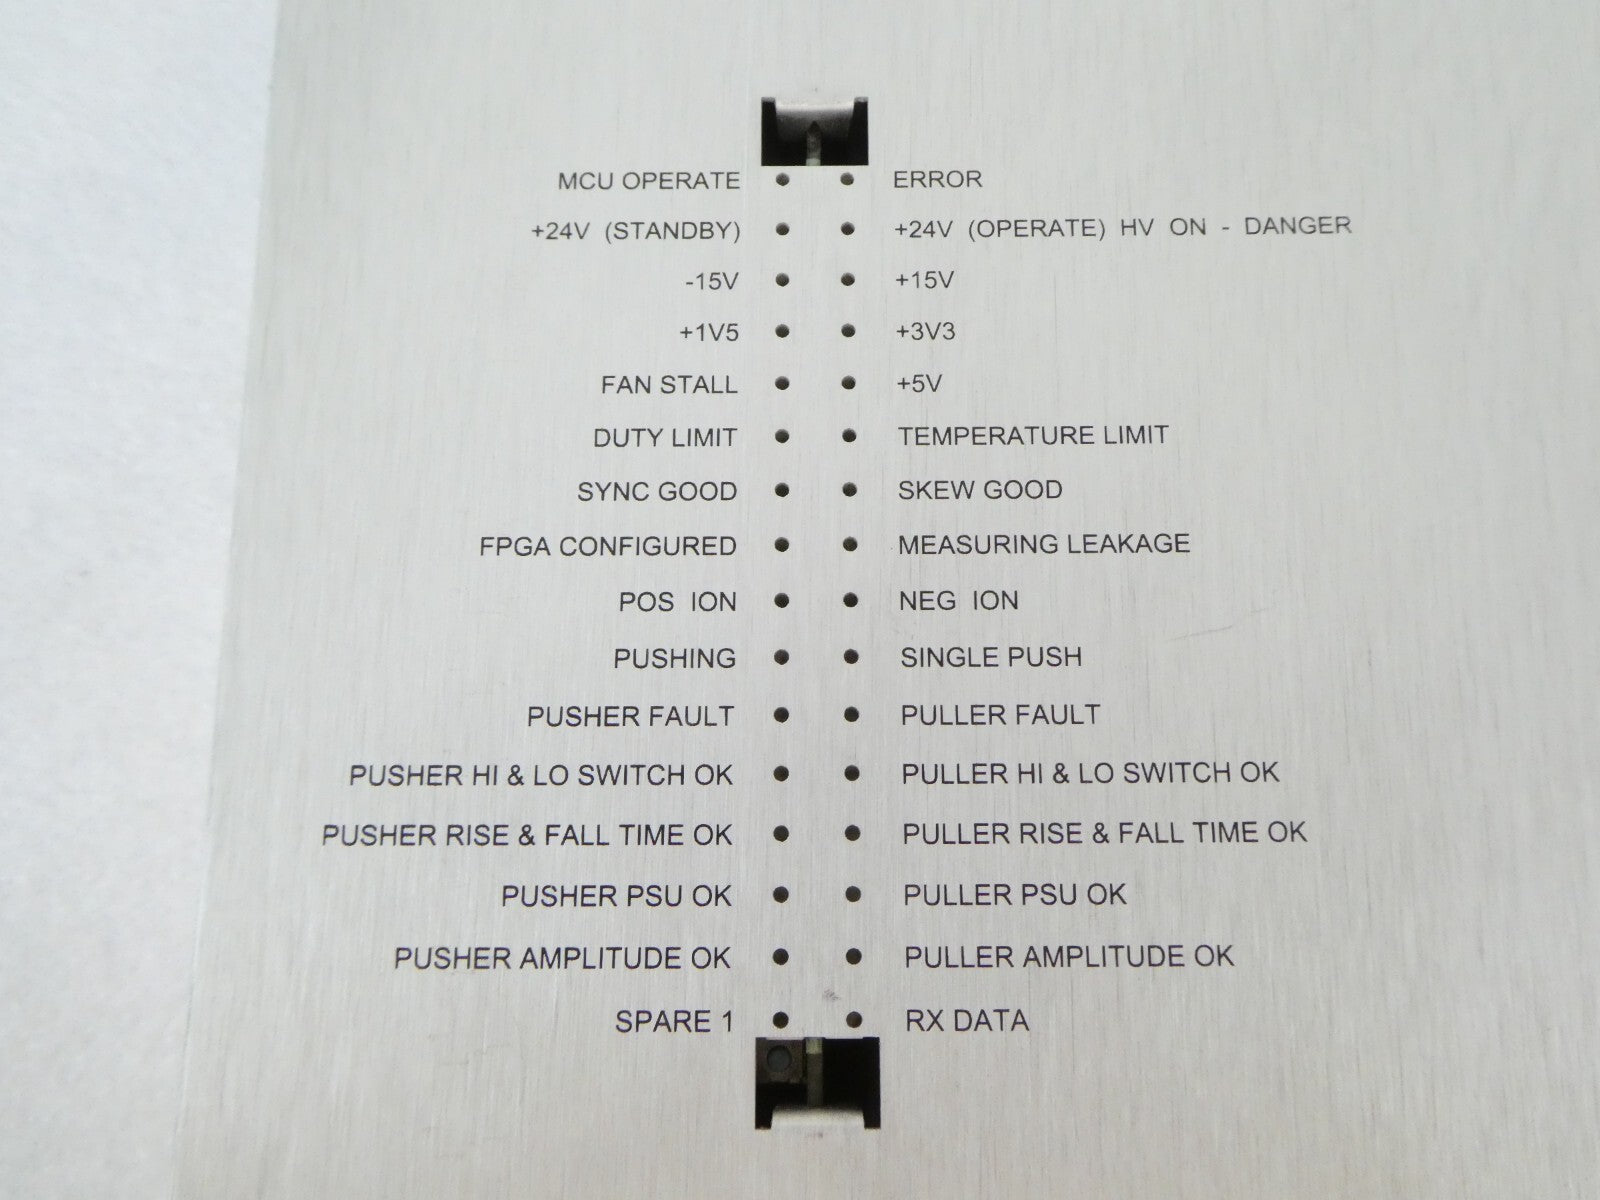 MCU OPERATE ERROR
+24V (STANDBY) +24V (OPERATE) HV ON - DANGER
-15V +15V
+1V5 +3V3
FAN STALL +5V
DUTY LIMIT TEMPERATURE LIMIT
SYNC GOOD SKEW GOOD
FPGA CONFIGURED MEASURING LEAKAGE
POS ION NEG ION
PUSHING SINGLE PUSH
PUSHER FAULT PULLER FAULT
PUSHER HI & LO SWITCH OK PULLER HI & LO SWITCH OK
PUSHER RISE & FALL TIME OK PULLER RISE & FALL TIME OK
PUSHER PSU OK PULLER PSU OK
PUSHER AMPLITUDE OK PULLER AMPLITUDE OK
SPARE 1 RX DATA